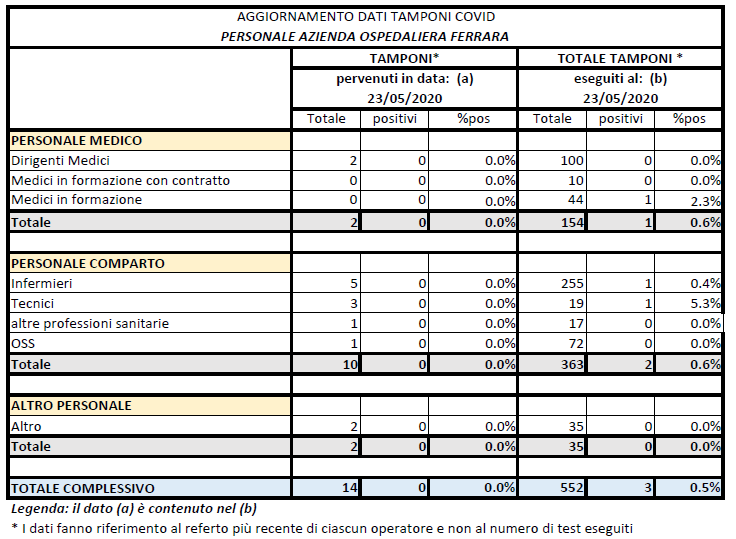 AGGIORNAMENTO DATI TAMPONI COVID
PERSONALE AZIENDA OSPEDALIERA FERRARA
TAMPONI* TOTALE TAMPONI *
pervenuti in data: (a) eseguiti al: (b)
23/05/2020 23/05/2020
Totale positivi %pos Totale positivi %pos
PERSONALE MEDICO
Dirigenti Medici 2 0 0.0% 100 0 0.0%
Medici in formazione con contratto 0 0 0.0% 10 0 0.0%
Medici in formazione 0 0 0.0% 44 1 2.3%
Totale 2 0 0.0% 154 1 0.6%
PERSONALE COMPARTO
Infermieri 5 0 0.0% 255 1 0.4%
Tecnici 3 0 0.0% 19 1 5.3%
altre professioni sanitarie 1 0 0.0% 17 0 0.0%
OSS 1 0 0.0% 72 0 0.0%
Totale 10 0 0.0% 363 2 0.6%
ALTRO PERSONALE
Altro 2 0 0.0% 35 0 0.0%
Totale 2 0 0.0% 35 0 0.0%
TOTALE COMPLESSIVO 14 0 0.0% 552 3 0.5%
Legenda: il dato (a) è contenuto nel (b)
* I dati fanno riferimento al referto più recente di ciascun operatore e non al numero di test eseguiti